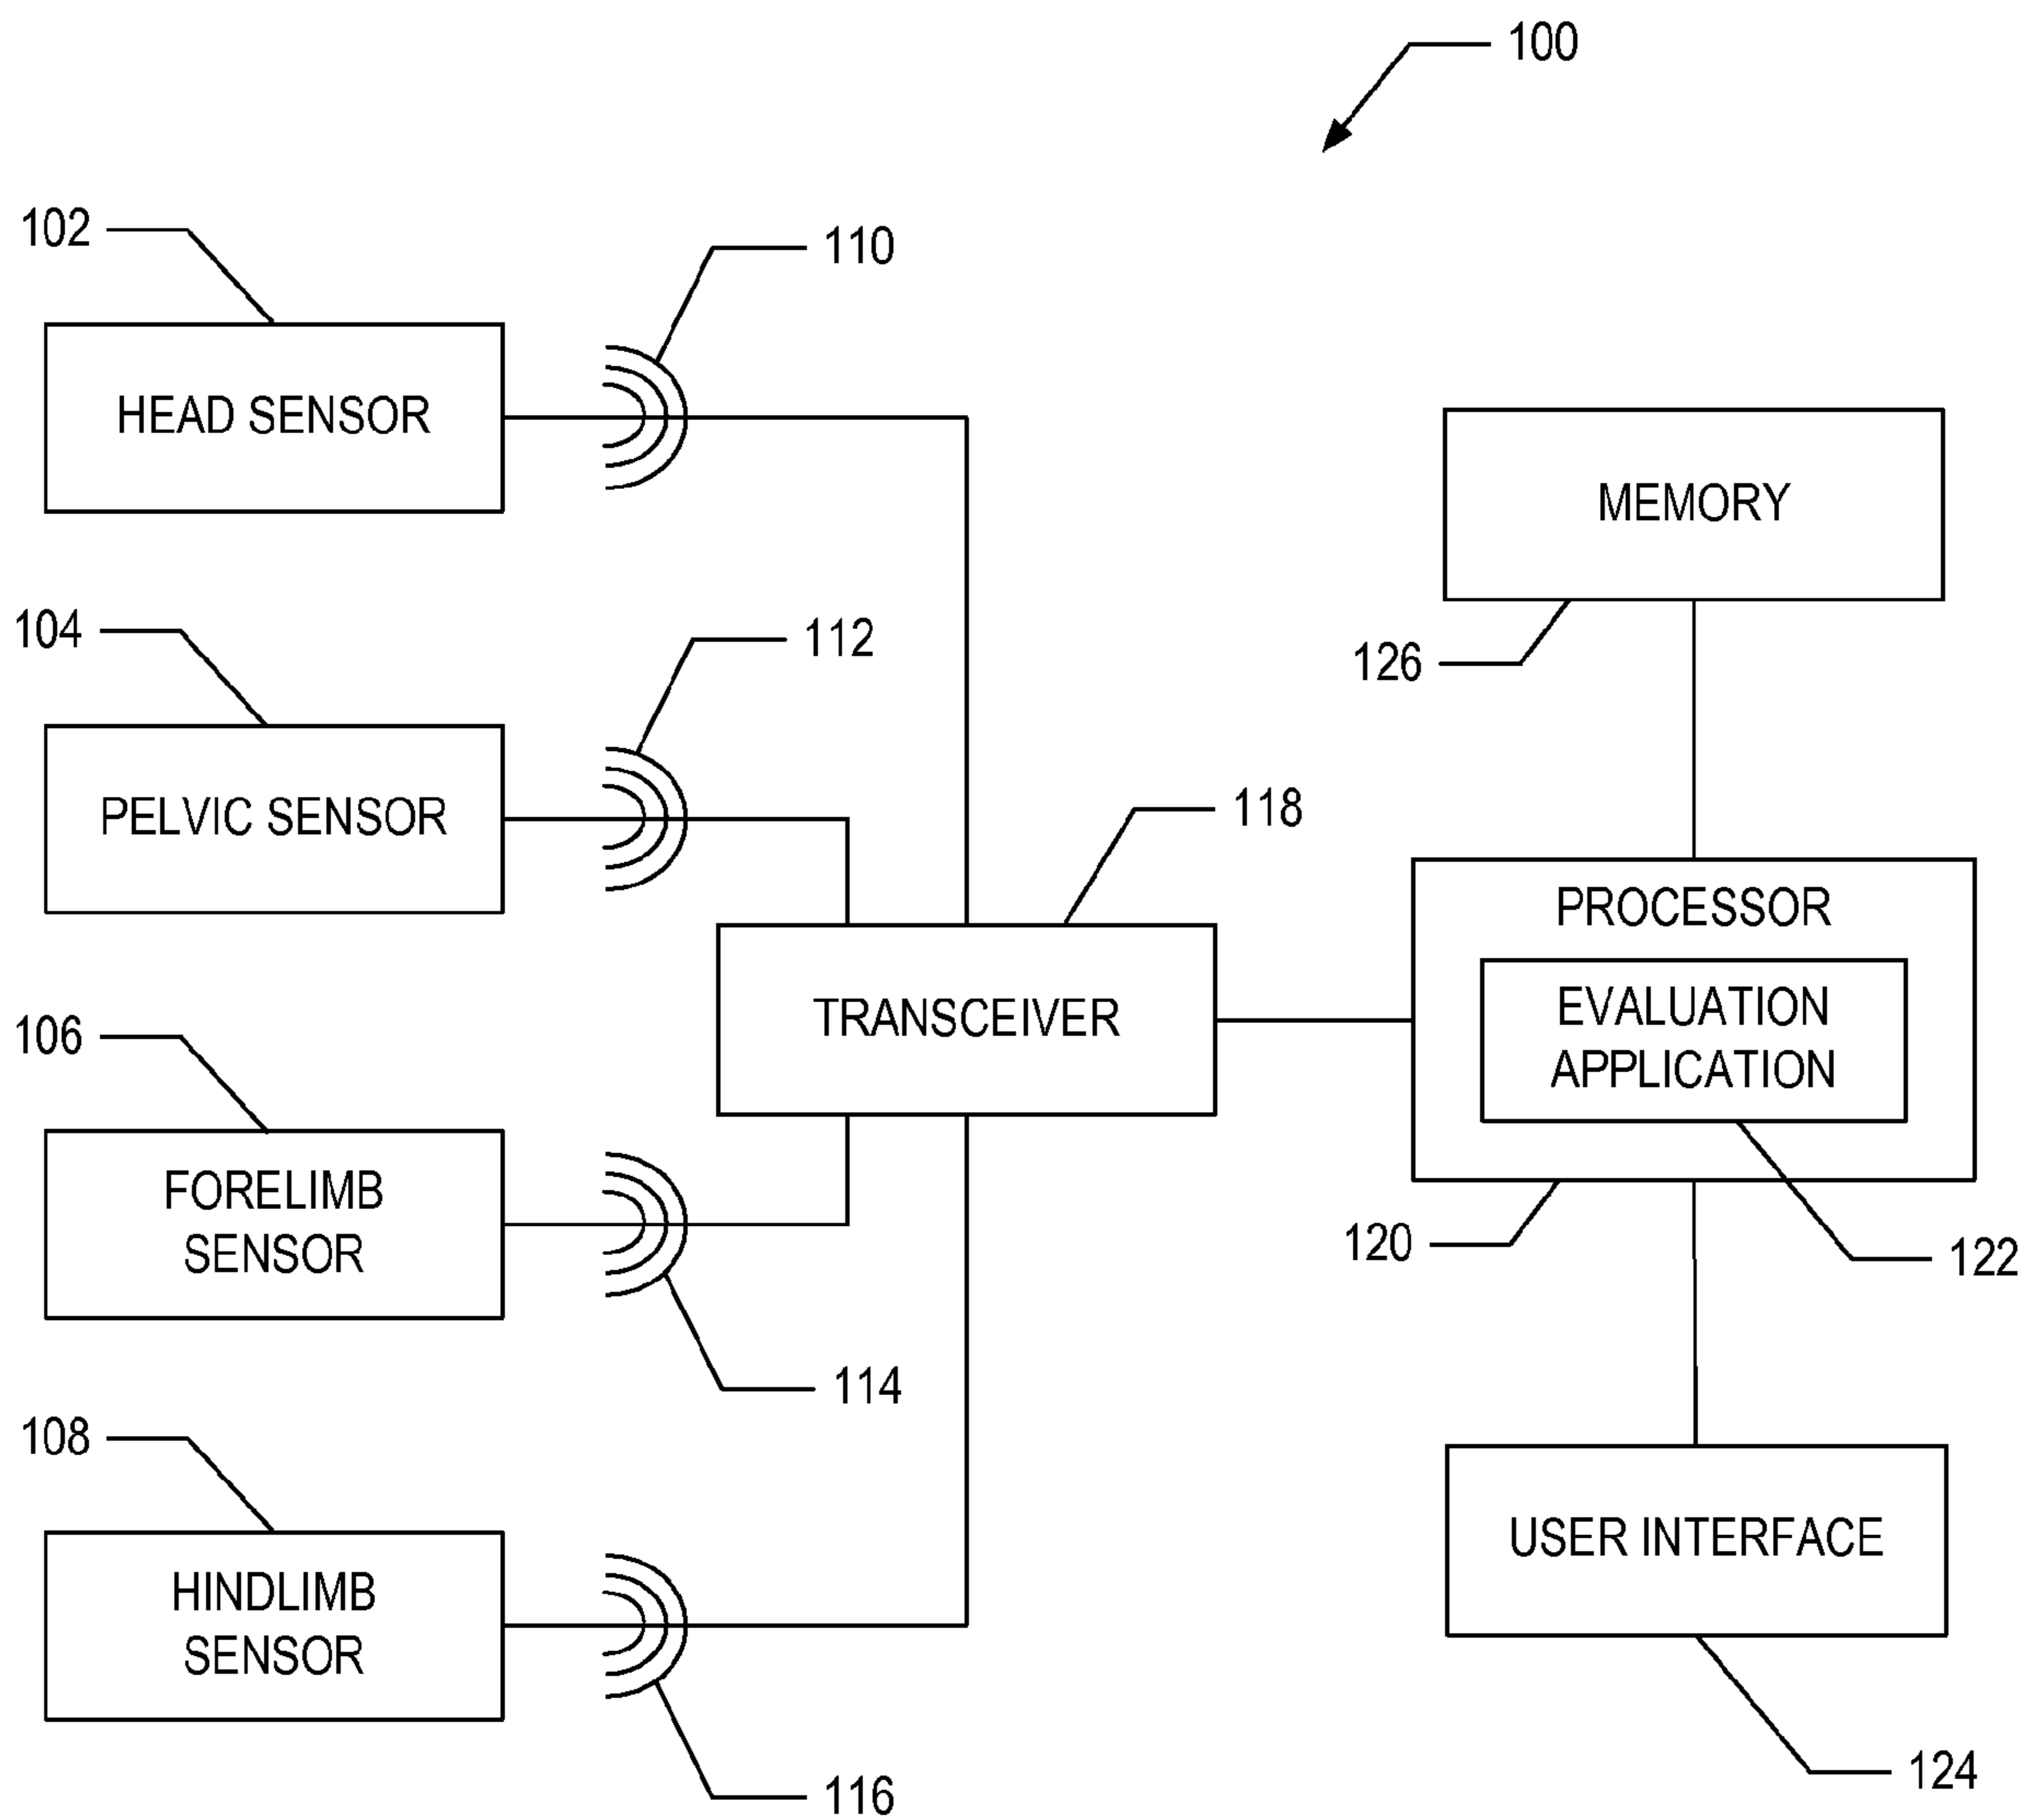 100
102
110
HEAD SENSOR
MEMORY
104
112
126
PELVIC SENSOR
118
PROCESSOR
TRANSCEIVER
EVALUATION
APPLICATION
106
FORELIMB
SENSOR
120
122
114
108
USER INTERFACE
HINDLIMB
SENSOR
116
124